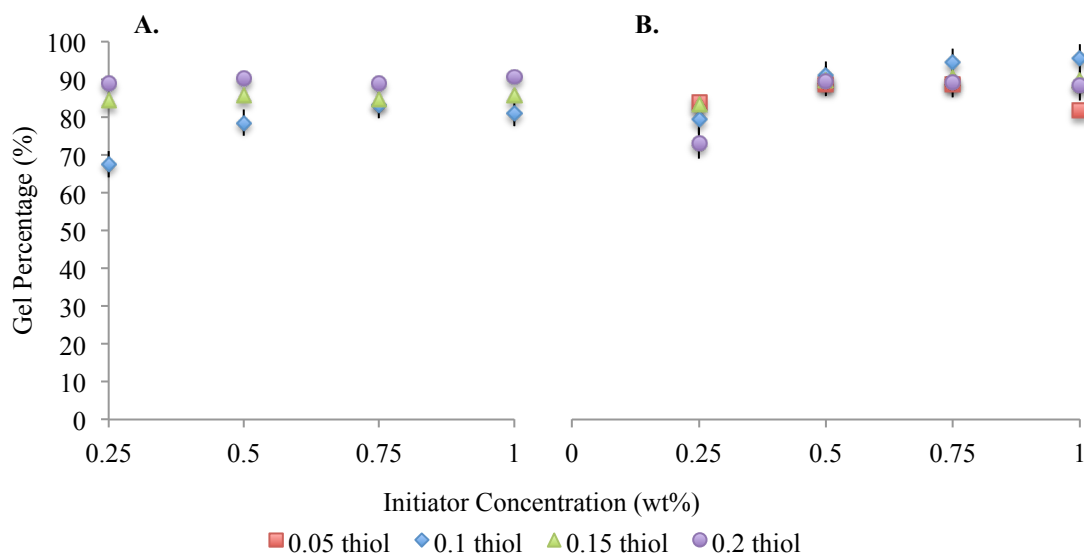 A. B.
100
90
80
70
60
50
40
30
20
10
0
Gel Percentage (%)
0.25 0.5 0.75 1 0 0.25 0.5 0.75 1
Initiator Concentration (wt%)
0.05 thiol 0.1 thiol 0.15 thiol 0.2 thiol